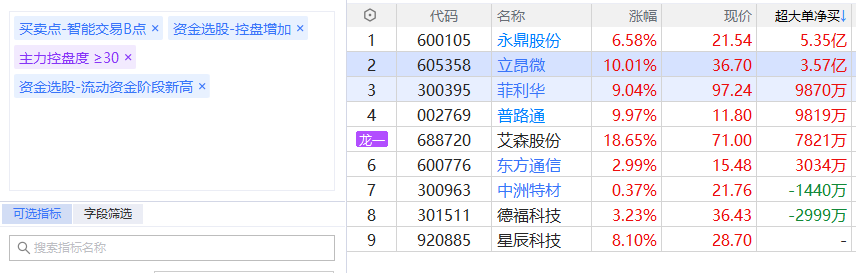 买卖点-智能交易B点 × 资金选股-控盘增加 ×
主力控盘度 ≥30 ×
资金选股-流动资金阶段新高 ×
可选指标 字段筛选
搜索指标名称
代码 名称 涨幅 现价 超大单净买↓
1 600105 永鼎股份 6.58% 21.54 5.35亿
2 605358 立昂微 10.01% 36.70 3.57亿
3 300395 菲利华 9.04% 97.24 9870万
4 002769 普路通 9.97% 11.80 9819万
龙一 688720 艾森股份 18.65% 71.00 7821万
6 600776 东方通信 2.99% 15.48 3034万
7 300963 中洲特材 0.37% 21.76 -1440万
8 301511 德福科技 3.23% 36.43 -2999万
9 920885 星辰科技 8.10% 28.70 -